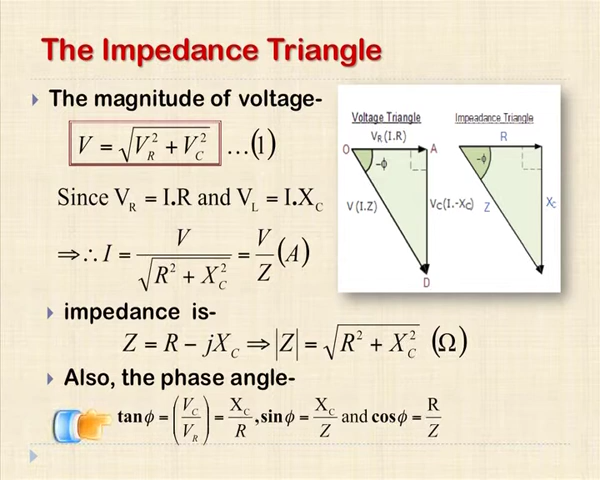 The Impedance Triangle
The magnitude of voltage-
V = √(V_R² + V_C²) …(1)
Since V_R = I.R and V_L = I.X_C
⇒∴ I = V / √(R² + X_C²) = V / Z (A)
Voltage Triangle
V_R (I.R)
O
A
-ϕ
V (I.Z)
V_C(I.-X_C)
D
Impeadance Triangle
R
-ϕ
Z
X_C
impedance is-
Z = R − jX_C ⇒ |Z| = √(R² + X_C²) (Ω)
Also, the phase angle-
tanϕ = (V_C / V_R) = X_C / R , sinϕ = X_C / Z and cosϕ = R / Z